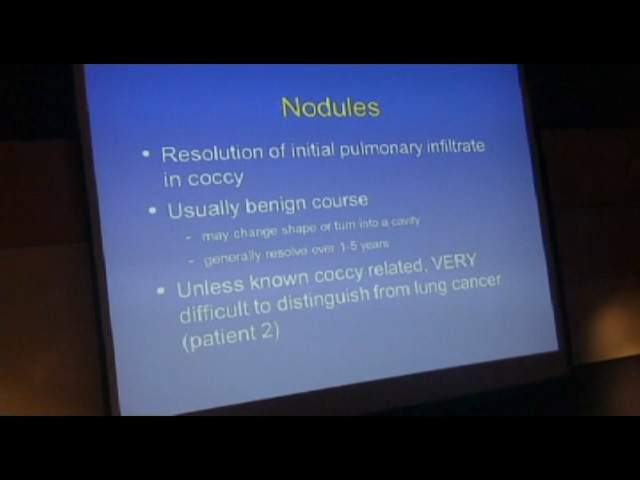 Nodules
• Resolution of initial pulmonary infiltrate
in coccy
• Usually benign course
- may change shape or turn into a cavity
- generally resolve over 1-5 years
• Unless known coccy related, VERY
difficult to distinguish from lung cancer
(patient 2)